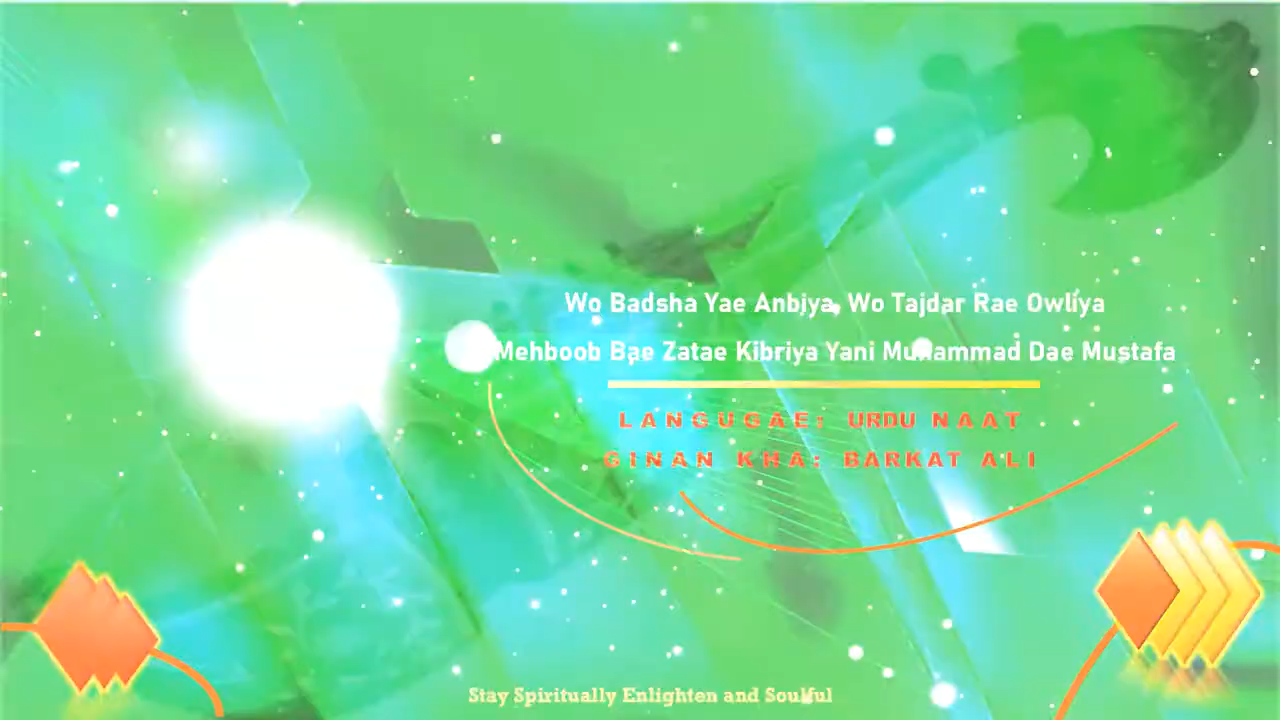 Wo Badsha Yae Anbiya, Wo Tajdar Rae Owliya
Mehboob Bae Zatae Kibriya Yani Muhammad Dae Mustafa
LANGUGAE: URDU NAAT
GINAN KHA: BARKAT ALI
Stay Spiritually Enlighten and Soulful